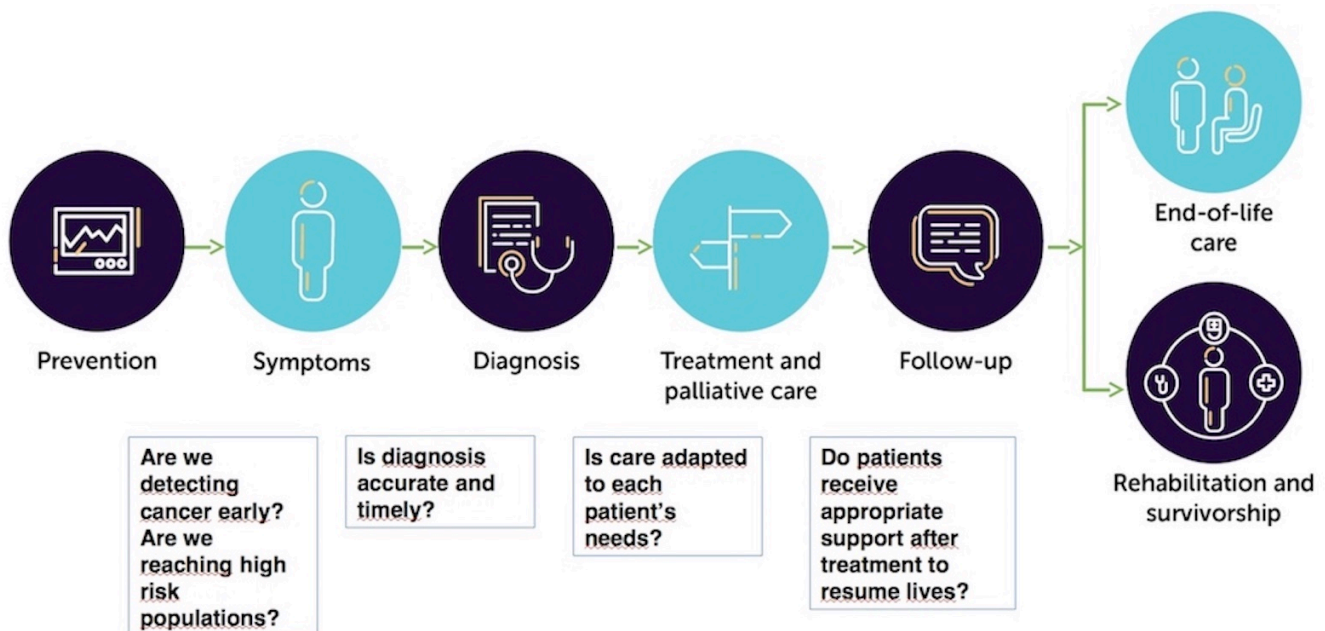 Prevention
Symptoms
Diagnosis
Treatment and
palliative care
Follow-up
End-of-life
care
Rehabilitation and
survivorship
Are we
detecting
cancer early?
Are we
reaching high
risk
populations?
Is diagnosis
accurate and
timely?
Is care adapted
to each
patient's
needs?
Do patients
receive
appropriate
support after
treatment to
resume lives?